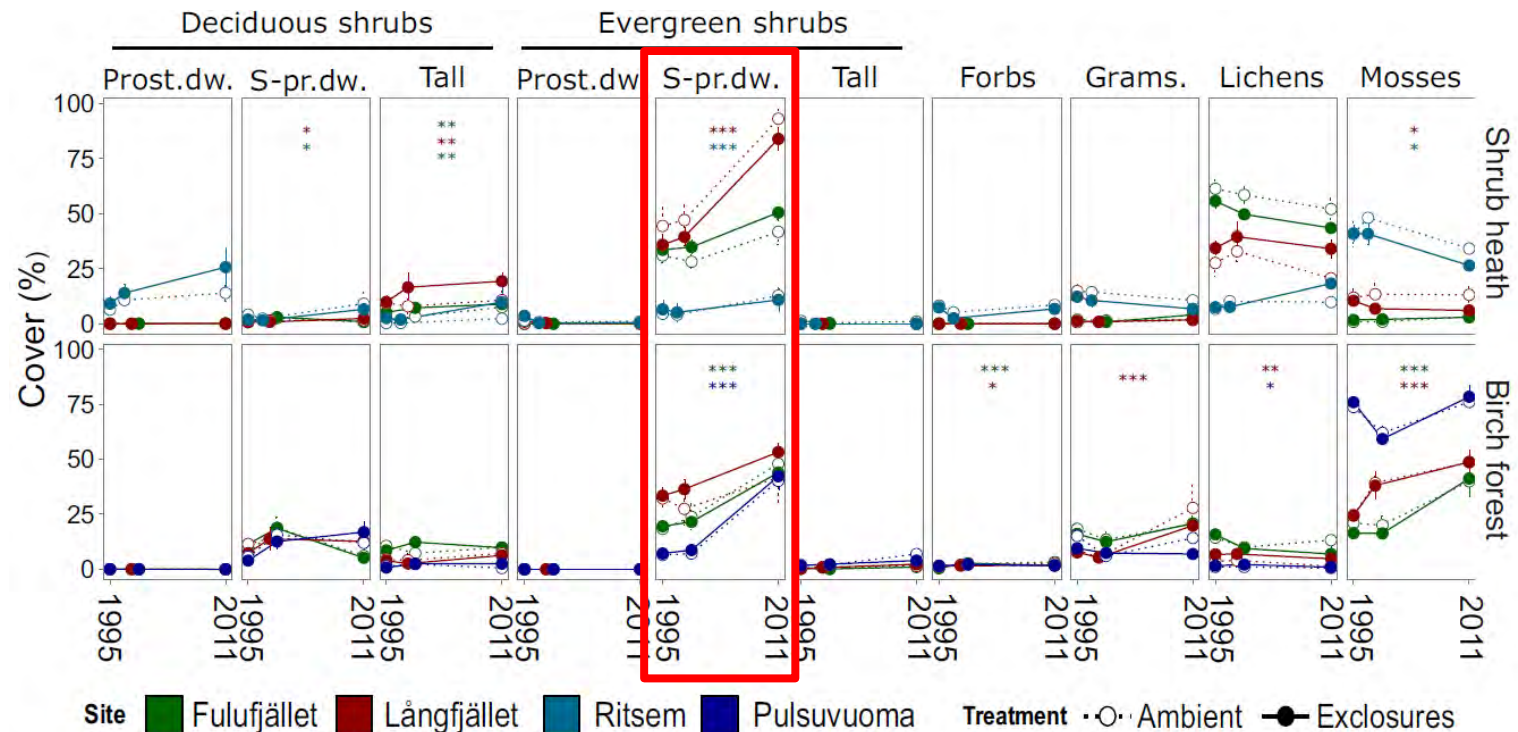 Deciduous shrubs Evergreen shrubs
Prost.dw. S-pr.dw. Tall Prost.dw. S-pr.dw. Tall Forbs Grams. Lichens Mosses
100
75
50
25
0
* * ** ** ** *** *** * *
Shrub heath
Cover (%)
100
75
50
25
0
*** *** *** * *** ** * *** ***
Birch forest
Cover (%)
1995 2011 1995 2011 1995 2011 1995 2011 1995 2011 1995 2011 1995 2011 1995 2011 1995 2011 1995 2011
Site Fulufjället Långfjället Ritsem Pulsuvuoma Treatment Ambient Exclosures